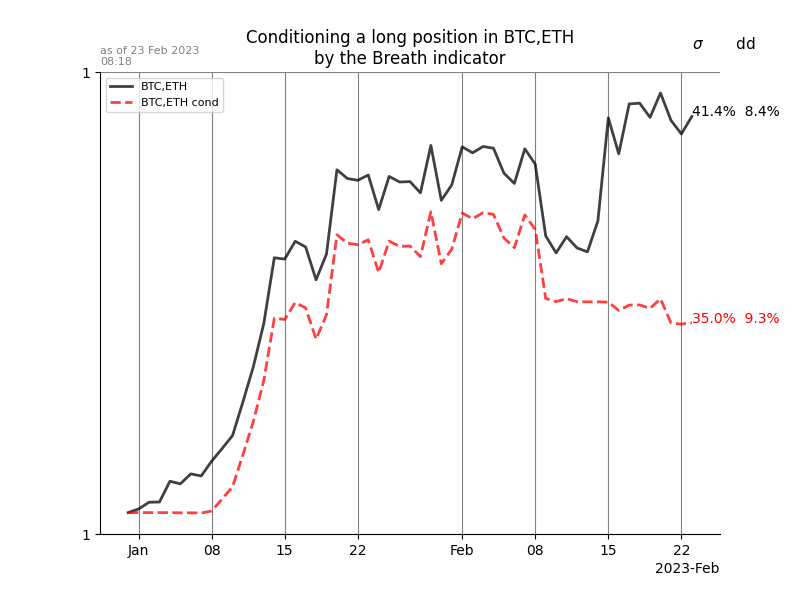 Conditioning a long position in BTC,ETH
by the Breath indicator
σ dd
as of 23 Feb 2023
08:18
1
BTC,ETH
BTC,ETH cond
41.4% 8.4%
35.0% 9.3%
1
Jan 08 15 22 Feb 08 15 22
2023-Feb